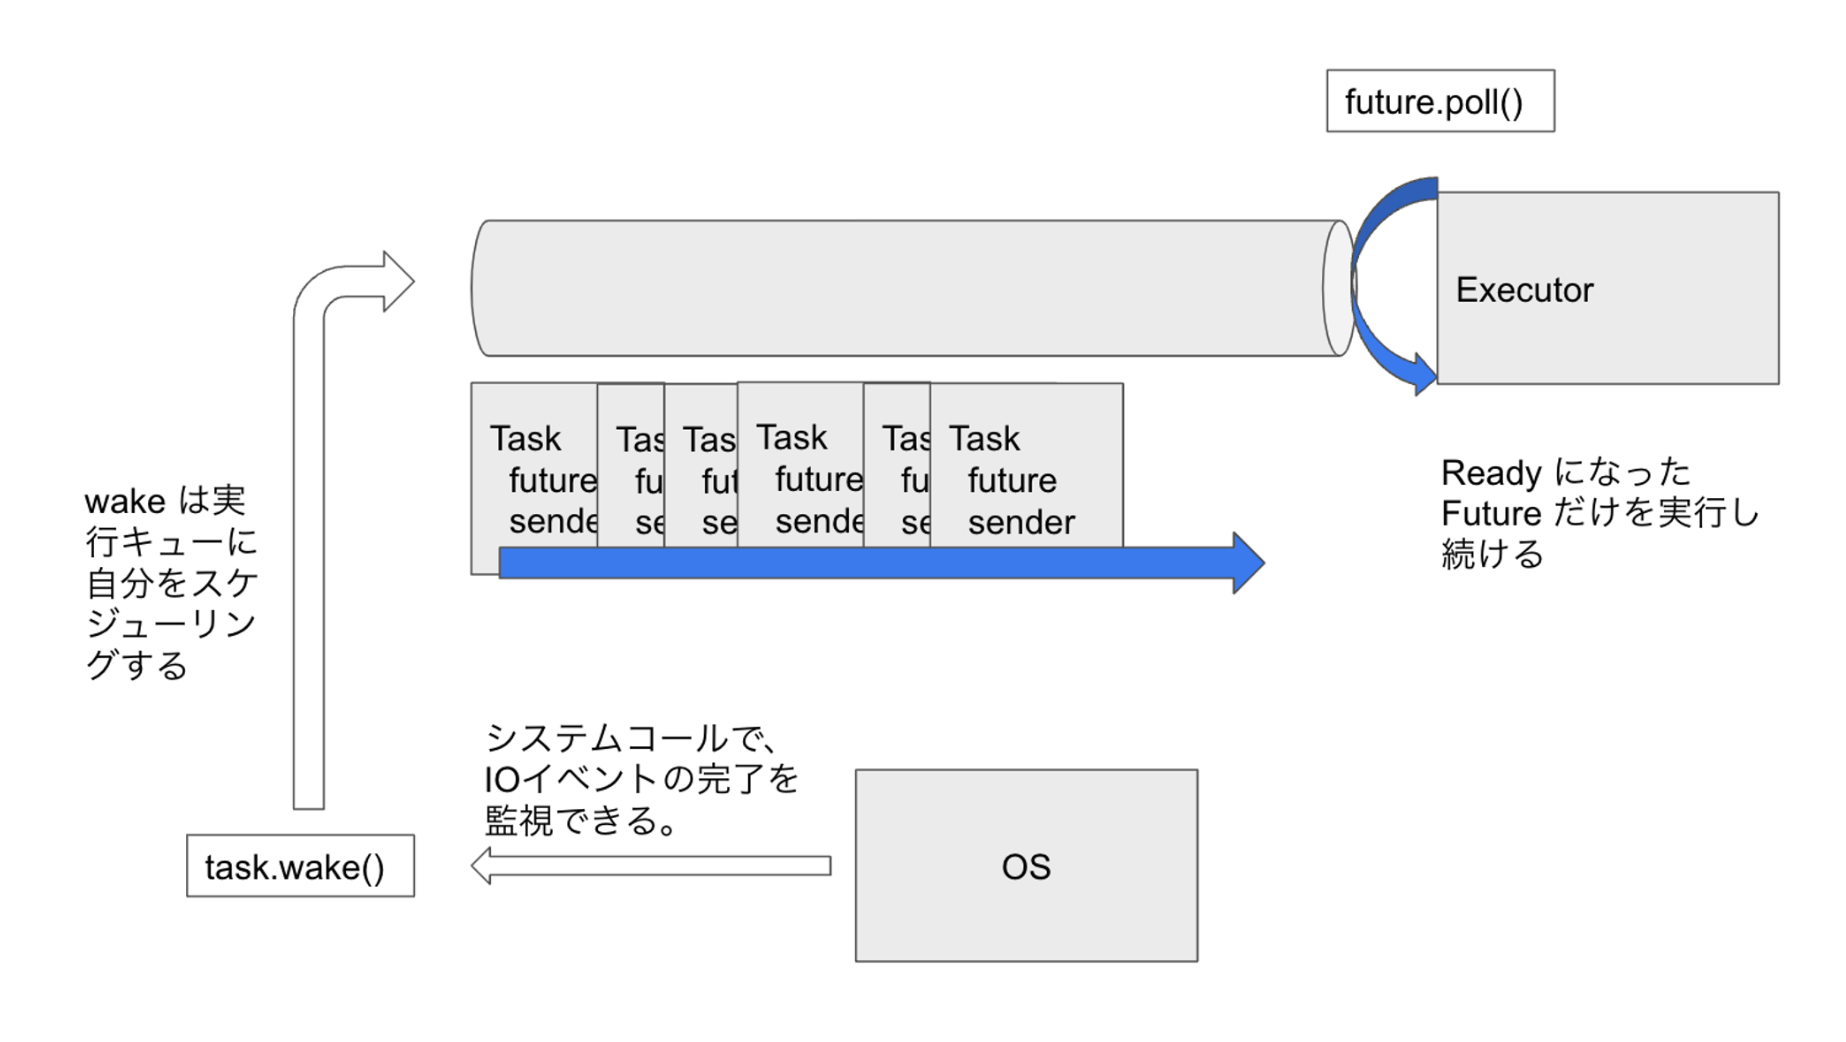 future.poll()
Executor
Task
future
sende
Tas
fu
se
Tas
fut
se
Task
future
sende
Tas
fu
se
Task
future
sender
Ready になった
Future だけを実行し
続ける
wake は実
行キューに
自分をスケ
ジューリン
グする
システムコールで、
IOイベントの完了を
監視できる。
task.wake()
OS